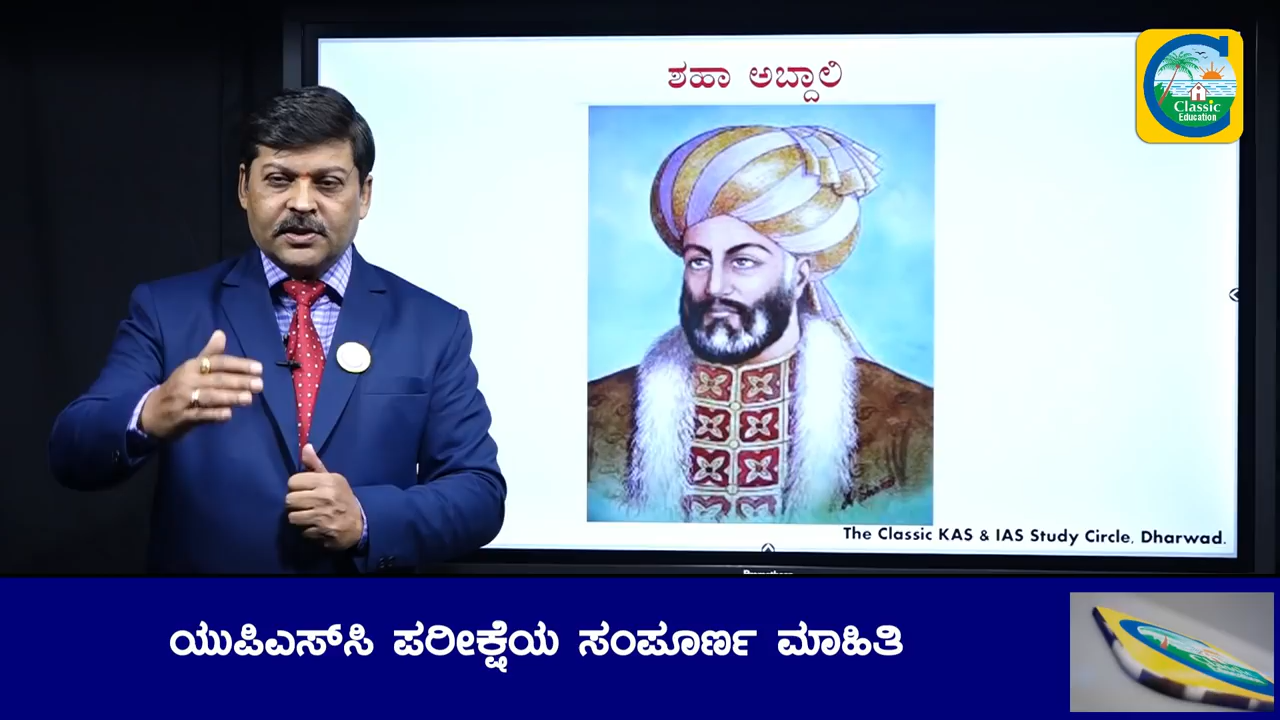 ಶಹಾ ಅಬ್ದಾಲಿ
Classic
Education
The Classic KAS & IAS Study Circle, Dharwad.
ಯುಪಿಎಸ್‌ಸಿ ಪರೀಕ್ಷೆಯ ಸಂಪೂರ್ಣ ಮಾಹಿತಿ